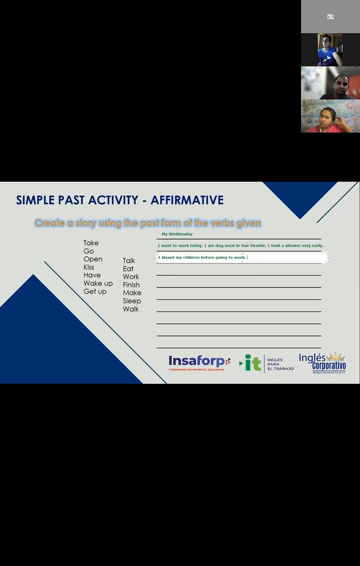 SIMPLE PAST ACTIVITY - AFFIRMATIVE
Create a story using the past form of the verbs given
Take
Go
Open
Kiss
Have
Wake up
Get up
Talk
Eat
Work
Finish
Make
Sleep
Walk
My Wednesday
I went to work today. I ate dog meat in San Vicente. I took a shower very early.
I kissed my children before going to work.
Insaforp
it
INGLÉS
PARA
EL TRABAJO
Inglés
Corporativo